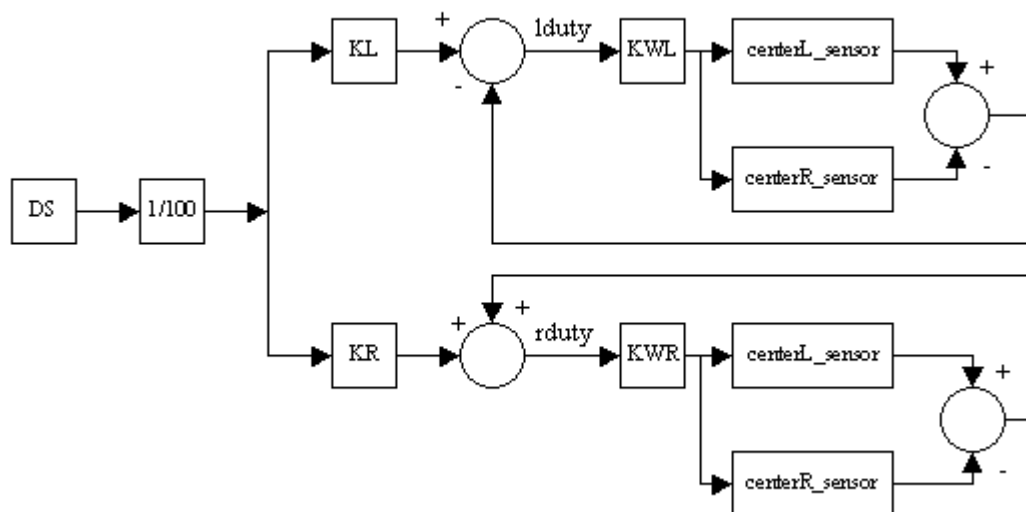 KL
+
-
lduty
KWL
centerL_sensor
+
centerR_sensor
-
DS
1/100
KR
+
+
rduty
KWR
centerL_sensor
+
centerR_sensor
-